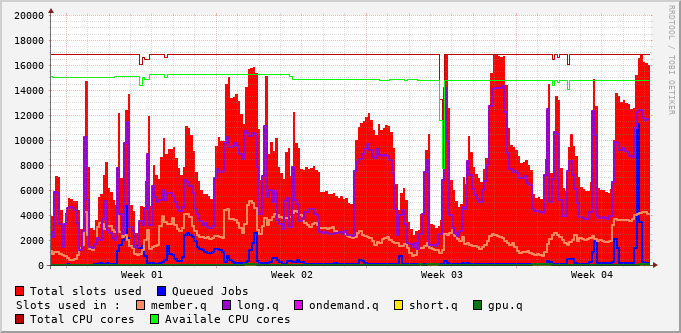 20000
18000
16000
14000
12000
10000
8000
6000
4000
2000
0
Week 01 Week 02 Week 03 Week 04
RRDTOOL / TOBI OETIKER
Total slots used Queued Jobs
Slots used in : member.q long.q ondemand.q short.q gpu.q
Total CPU cores Availale CPU cores